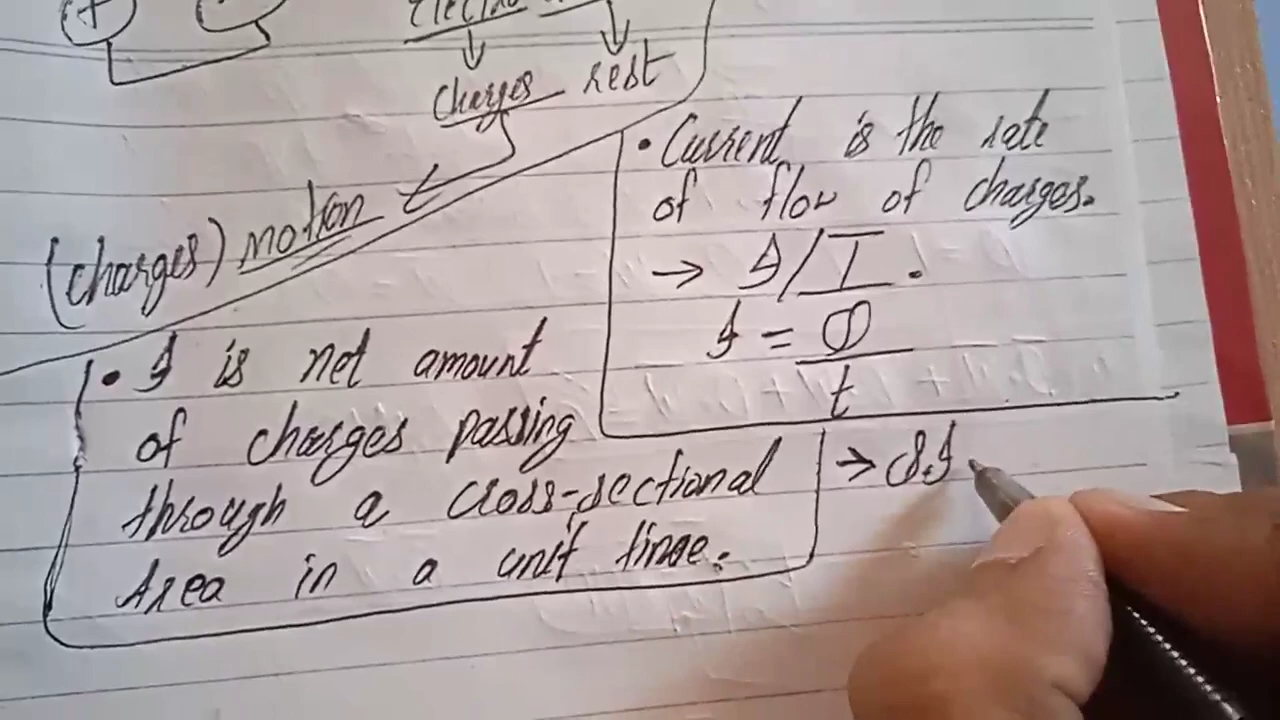 charges rest
(charges) motion
• Current is the rate
of flow of charges.
→ I/I.
I = Q
t
• I is net amount
of charges passing
through a cross-sectional
Area in a unit time.
→ S.I